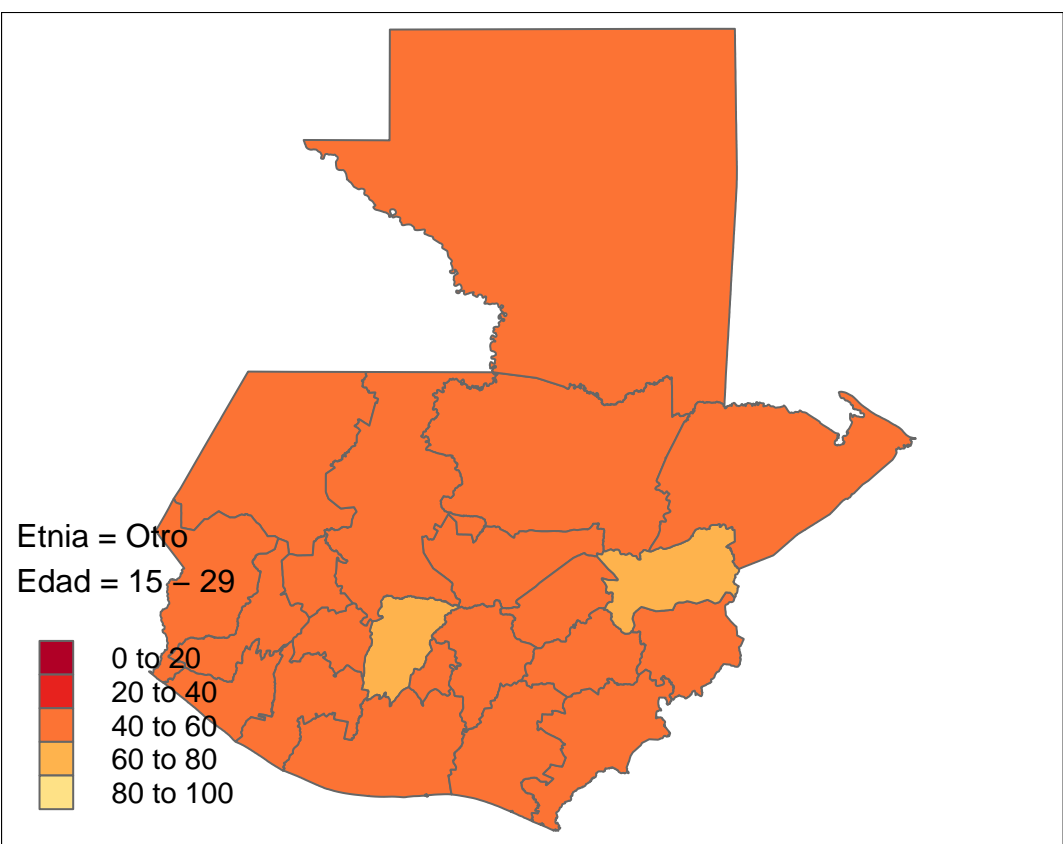 Etnia = Otro
Edad = 15 − 29
0 to 20
20 to 40
40 to 60
60 to 80
80 to 100